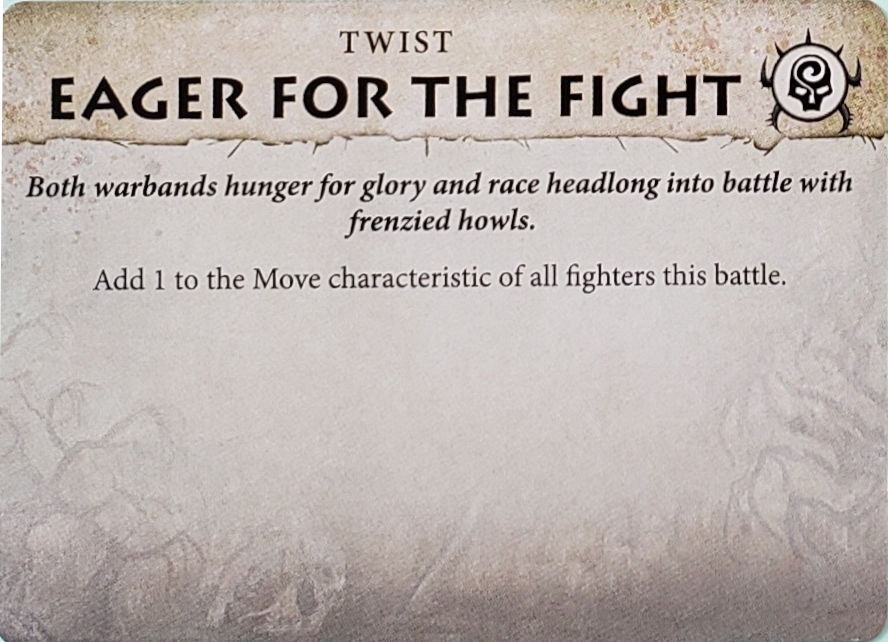 TWIST
EAGER FOR THE FIGHT
Both warbands hunger for glory and race headlong into battle with
frenzied howls.
Add 1 to the Move characteristic of all fighters this battle.